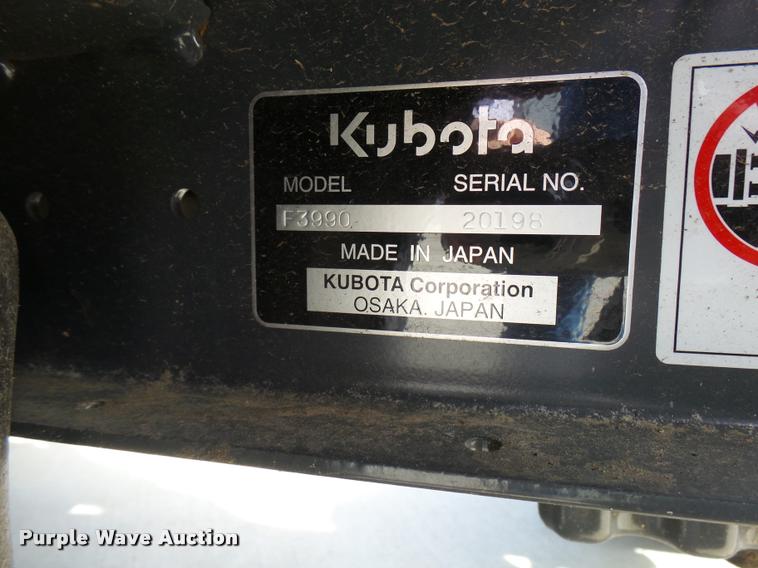 Kubota
MODEL SERIAL NO.
F3990 20198
MADE IN JAPAN
KUBOTA Corporation
OSAKA, JAPAN
Purple Wave Auction